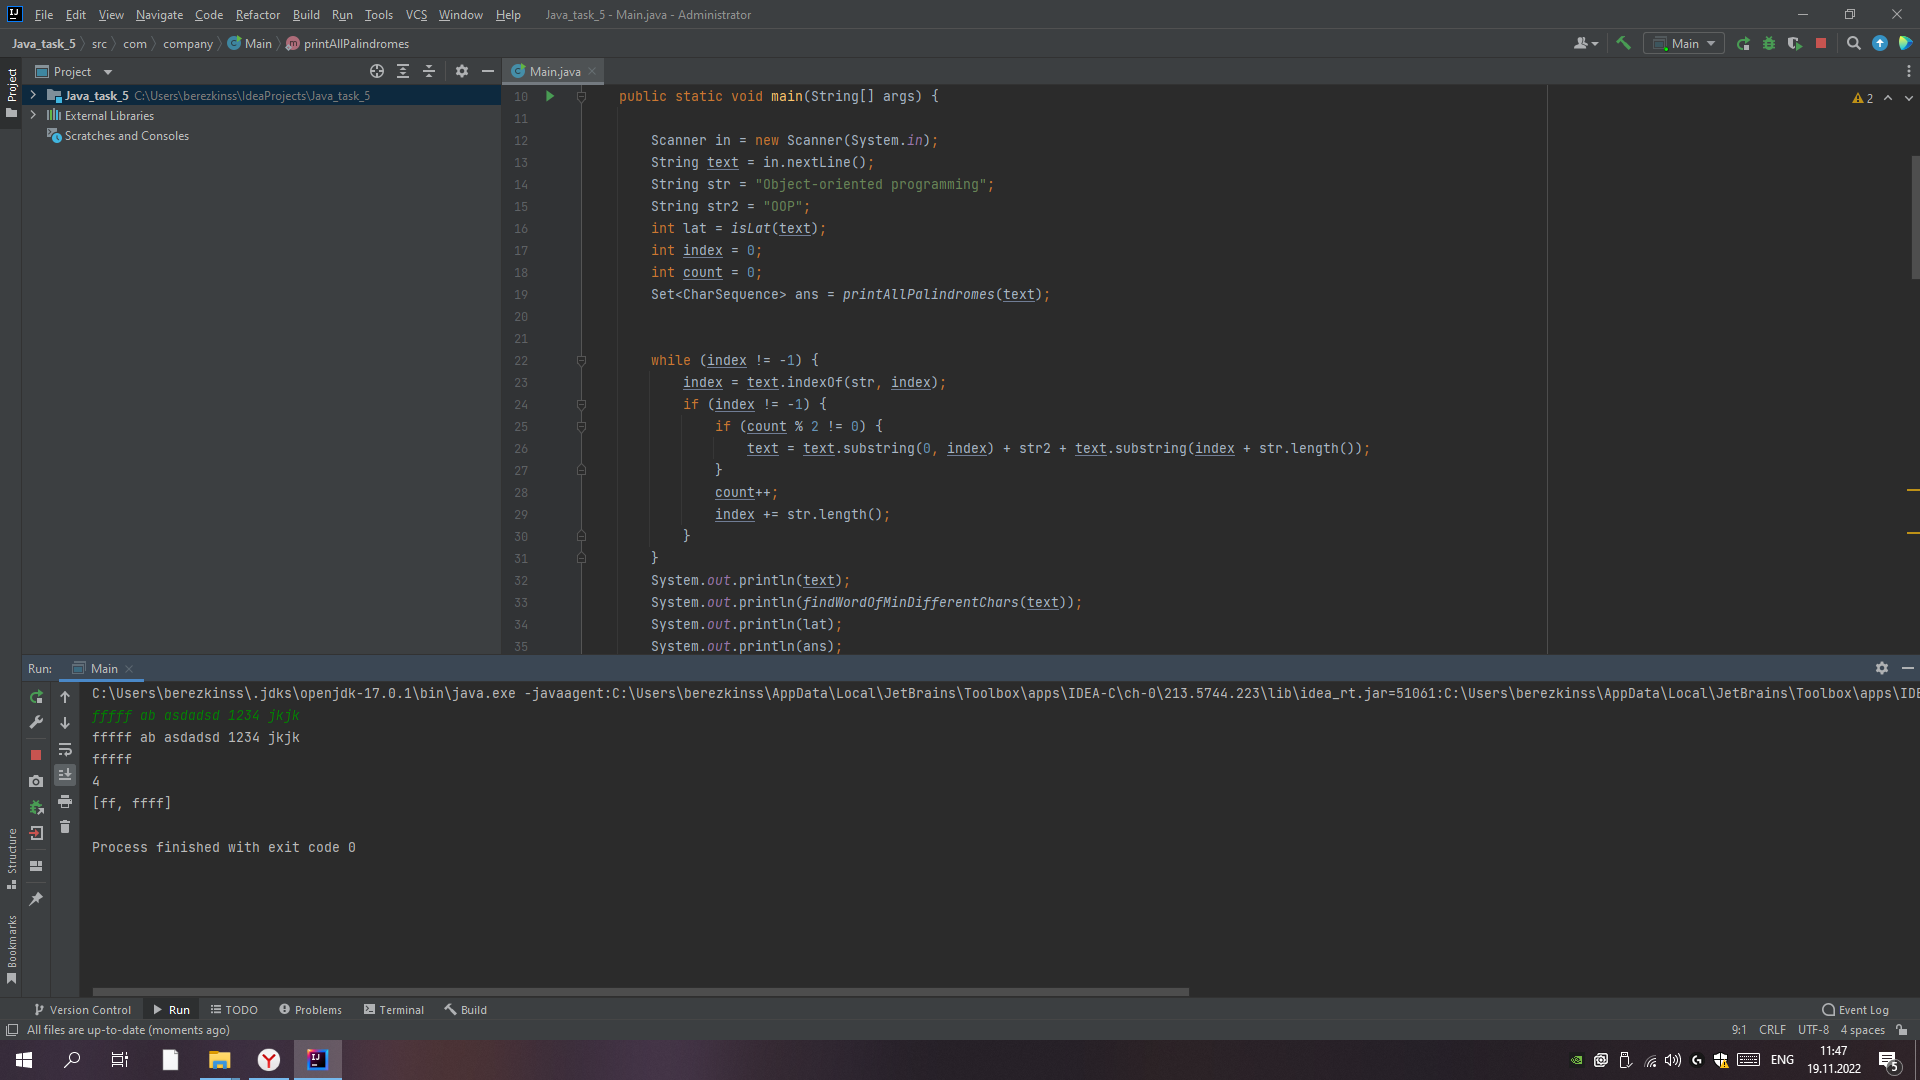 File Edit View Navigate Code Refactor Build Run Tools VCS Window Help Java_task_5 - Main.java - Administrator
Java_task_5 src com company Main printAllPalindromes Main
Project Main.java
Project
Java_task_5 C:\Users\berezkinss\IdeaProjects\Java_task_5
External Libraries
Scratches and Consoles
2
10 public static void main(String[] args) {
11
12 Scanner in = new Scanner(System.in);
13 String text = in.nextLine();
14 String str = "Object-oriented programming";
15 String str2 = "OOP";
16 int lat = isLat(text);
17 int index = 0;
18 int count = 0;
19 Set<CharSequence> ans = printAllPalindromes(text);
20
21
22 while (index != -1) {
23 index = text.indexOf(str, index);
24 if (index != -1) {
25 if (count % 2 != 0) {
26 text = text.substring(0, index) + str2 + text.substring(index + str.length());
27 }
28 count++;
29 index += str.length();
30 }
31 }
32 System.out.println(text);
33 System.out.println(findWordOfMinDifferentChars(text));
34 System.out.println(lat);
35 System.out.println(ans);
Run: Main
C:\Users\berezkinss\.jdks\openjdk-17.0.1\bin\java.exe -javaagent:C:\Users\berezkinss\AppData\Local\JetBrains\Toolbox\apps\IDEA-C\ch-0\213.5744.223\lib\idea_rt.jar=51061:C:\Users\berezkinss\AppData\Local\JetBrains\Toolbox\apps\IDE
fffff ab asdadsd 1234 jkjk
fffff ab asdadsd 1234 jkjk
fffff
4
[ff, ffff]
Process finished with exit code 0
Structure
Bookmarks
Version Control Run TODO Problems Terminal Build Event Log
All files are up-to-date (moments ago) 9:1 CRLF UTF-8 4 spaces
ENG 11:47
19.11.2022 5